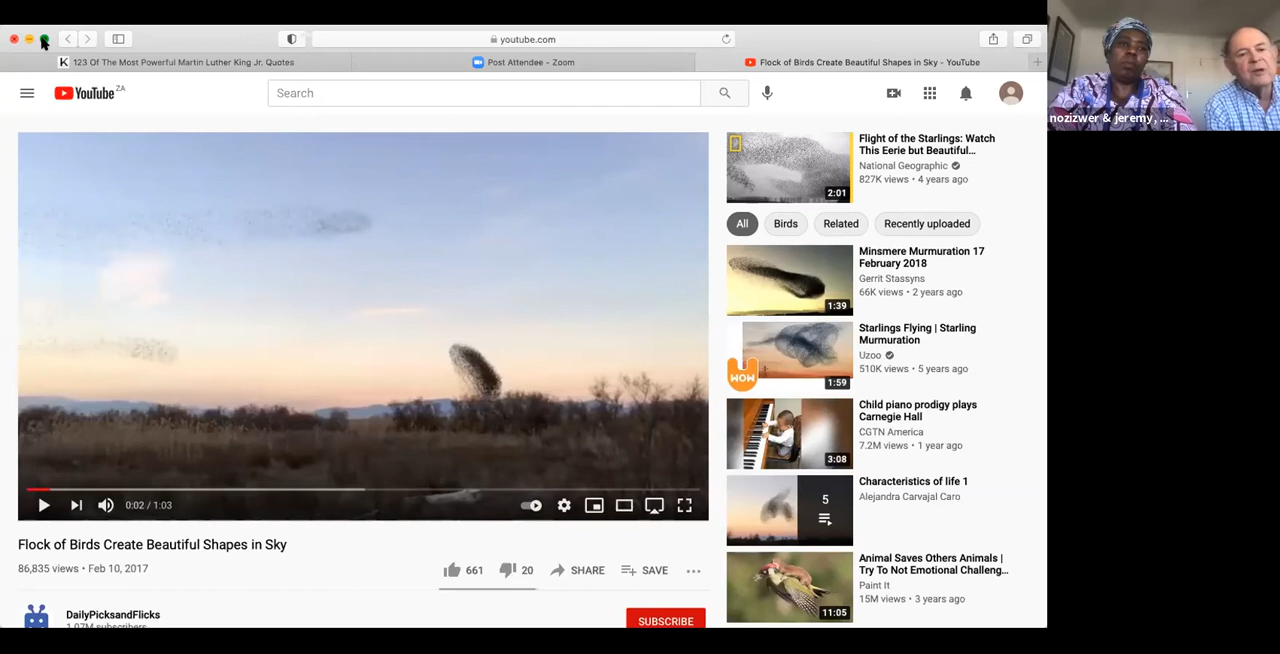 youtube.com
K 123 Of The Most Powerful Martin Luther King Jr. Quotes
Post Attendee - Zoom
Flock of Birds Create Beautiful Shapes in Sky - YouTube
YouTube ZA
Search
nozizwer & jeremy, ...
Flight of the Starlings: Watch
This Eerie but Beautiful...
National Geographic
827K views • 4 years ago
2:01
All
Birds
Related
Recently uploaded
Minsmere Murmuration 17
February 2018
Gerrit Stassyns
66K views • 2 years ago
1:39
Starlings Flying | Starling
Murmuration
Uzoo
510K views • 5 years ago
WOW
1:59
Child piano prodigy plays
Carnegie Hall
CGTN America
7.2M views • 1 year ago
3:08
Characteristics of life 1
Alejandra Carvajal Caro
5
Animal Saves Others Animals |
Try To Not Emotional Challeng...
Paint It
15M views • 3 years ago
11:05
0:02 / 1:03
Flock of Birds Create Beautiful Shapes in Sky
86,835 views • Feb 10, 2017
661
20
SHARE
SAVE
DailyPicksandFlicks
1.07M subscribers
SUBSCRIBE